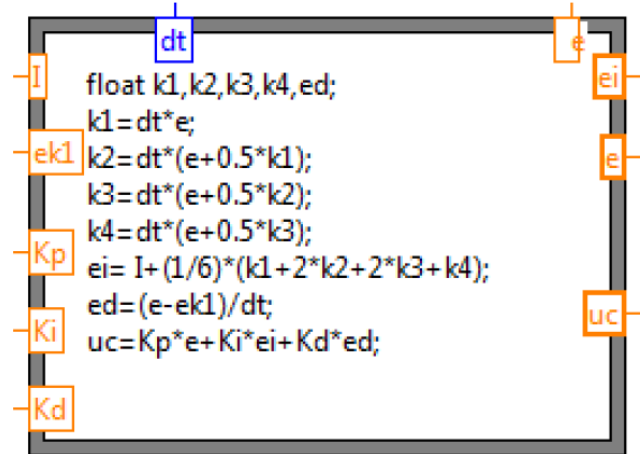 dt
e
I
ei
float k1,k2,k3,k4,ed;
k1=dt*e;
ek1
e
k2=dt*(e+0.5*k1);
k3=dt*(e+0.5*k2);
k4=dt*(e+0.5*k3);
Kp
ei= I+(1/6)*(k1+2*k2+2*k3+k4);
ed=(e-ek1)/dt;
uc
Ki
uc=Kp*e+Ki*ei+Kd*ed;
Kd